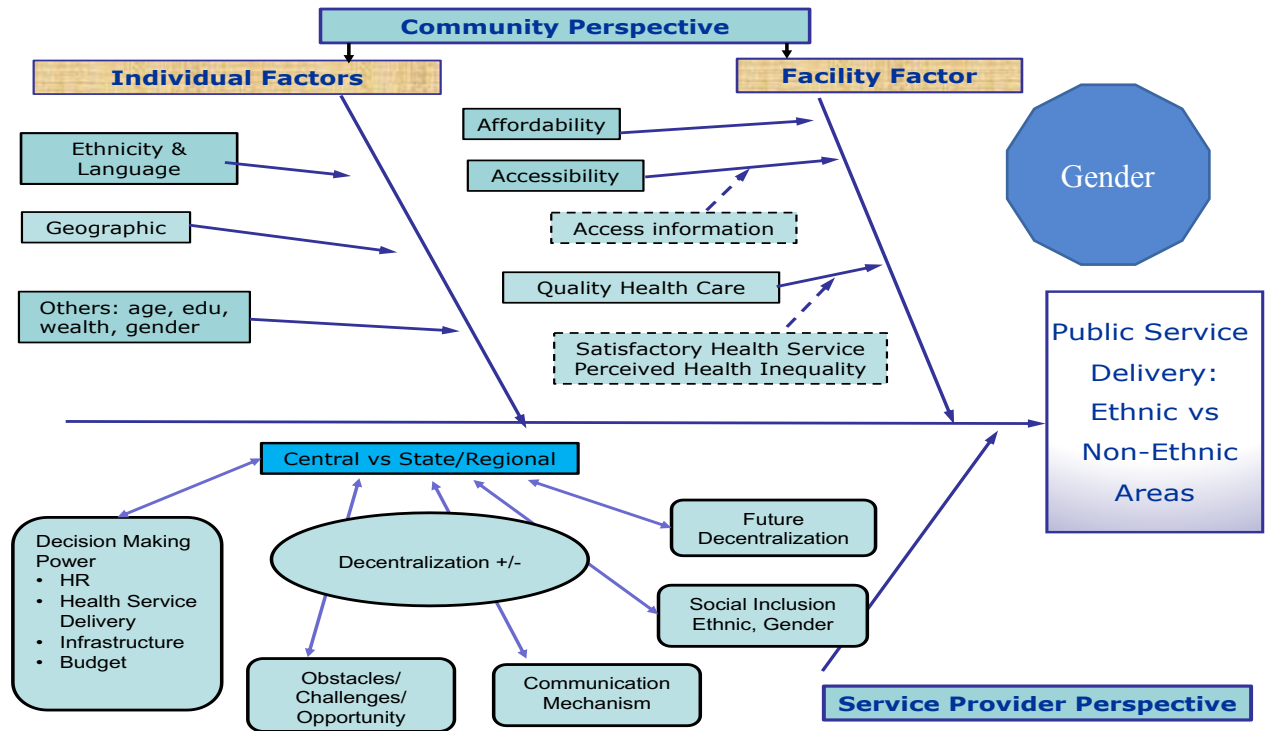 Community Perspective
Individual Factors
Facility Factor
Ethnicity &
Language
Geographic
Others: age, edu,
wealth, gender
Affordability
Accessibility
Access information
Quality Health Care
Satisfactory Health Service
Perceived Health Inequality
Gender
Public Service
Delivery:
Ethnic vs
Non-Ethnic
Areas
Central vs State/Regional
Decision Making
Power
• HR
• Health Service
Delivery
• Infrastructure
• Budget
Decentralization +/-
Future
Decentralization
Social Inclusion
Ethnic, Gender
Obstacles/
Challenges/
Opportunity
Communication
Mechanism
Service Provider Perspective